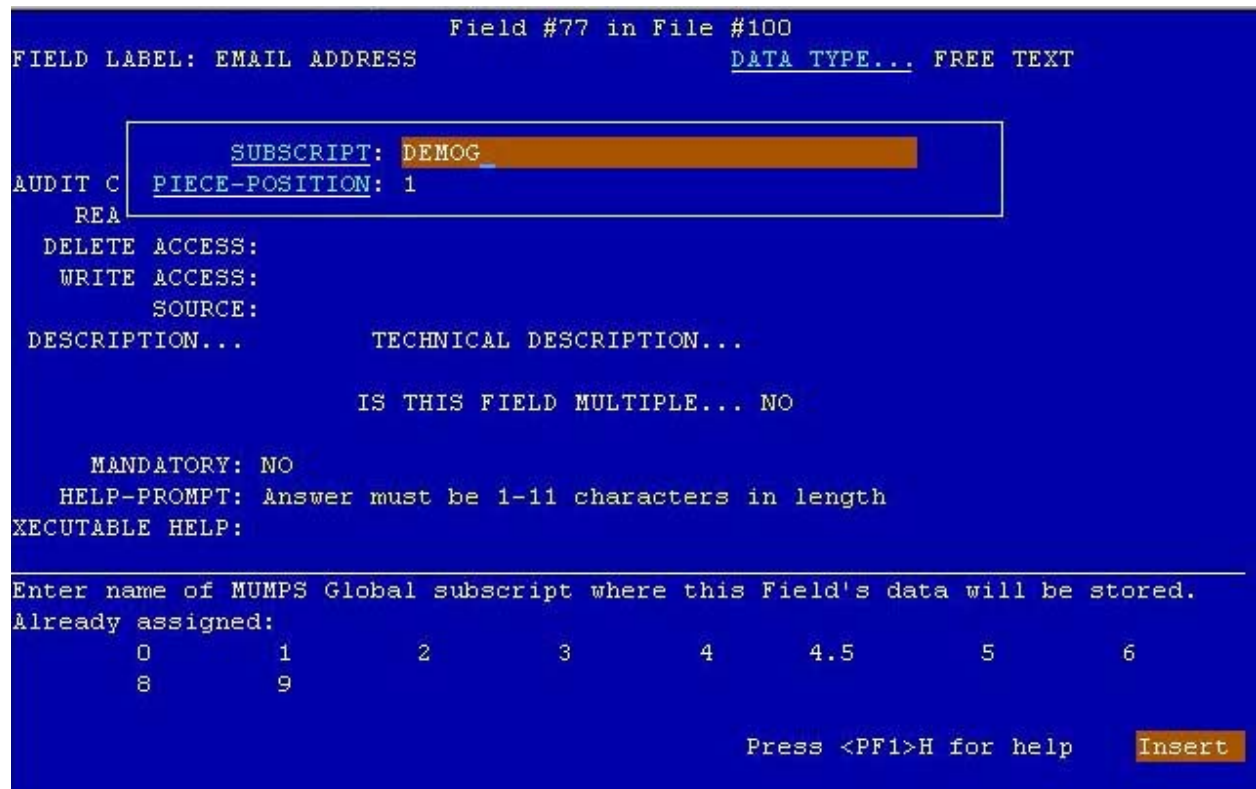 Field #77 in File #100
FIELD LABEL: EMAIL ADDRESS DATA TYPE... FREE TEXT
SUBSCRIPT: DEMOG_
AUDIT C PIECE-POSITION: 1
REA
DELETE ACCESS:
WRITE ACCESS:
SOURCE:
DESCRIPTION... TECHNICAL DESCRIPTION...
IS THIS FIELD MULTIPLE... NO
MANDATORY: NO
HELP-PROMPT: Answer must be 1-11 characters in length
XECUTABLE HELP:
Enter name of MUMPS Global subscript where this Field's data will be stored.
Already assigned:
0 1 2 3 4 4.5 5 6
8 9
Press <PF1>H for help Insert